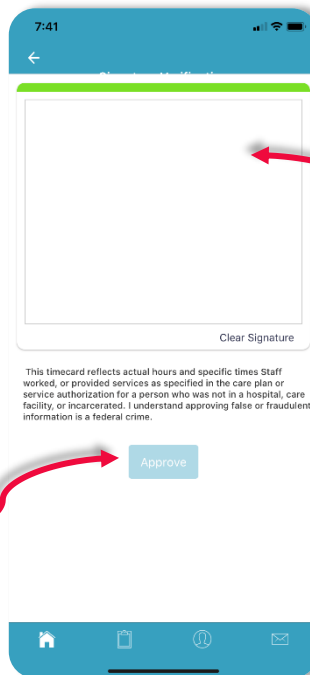 7:41
Clear Signature
This timecard reflects actual hours and specific times Staff
worked, or provided services as specified in the care plan or
service authorization for a person who was not in a hospital, care
facility, or incarcerated. I understand approving false or fraudulent
information is a federal crime.
Approve